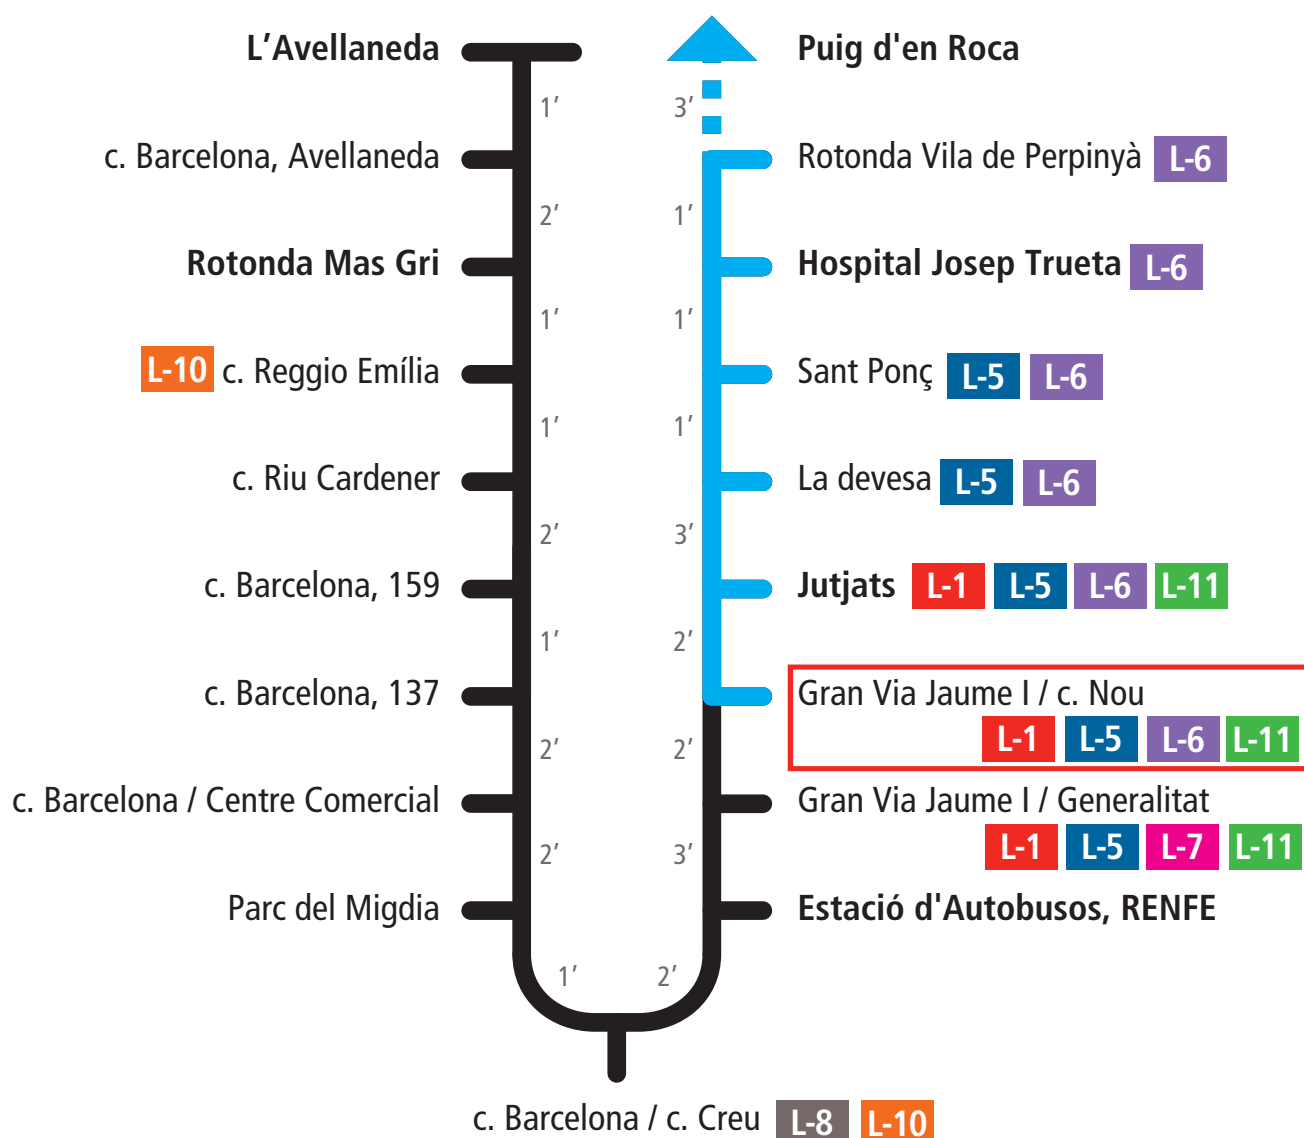 L’Avellaneda
1’
c. Barcelona, Avellaneda
2’
Rotonda Mas Gri
1’
L-10 c. Reggio Emília
1’
c. Riu Cardener
2’
c. Barcelona, 159
1’
c. Barcelona, 137
2’
c. Barcelona / Centre Comercial
2’
Parc del Migdia
1’
c. Barcelona / c. Creu L-8 L-10
2’
Estació d'Autobusos, RENFE
3’
Gran Via Jaume I / Generalitat
L-1 L-5 L-7 L-11
2’
Gran Via Jaume I / c. Nou
L-1 L-5 L-6 L-11
2’
Jutjats L-1 L-5 L-6 L-11
3’
La devesa L-5 L-6
1’
Sant Ponç L-5 L-6
1’
Hospital Josep Trueta L-6
1’
Rotonda Vila de Perpinyà L-6
3’
Puig d'en Roca